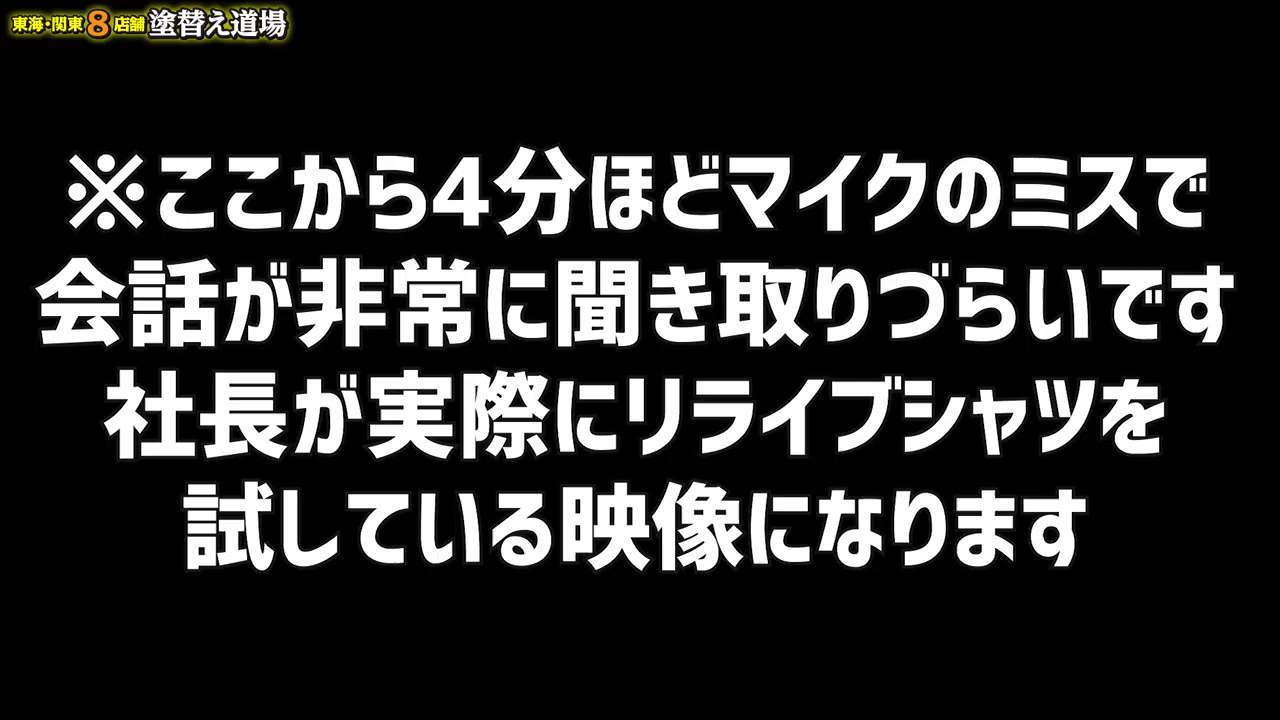 東海・関東8店舗塗替え道場
※ここから4分ほどマイクのミスで
会話が非常に聞き取りづらいです
社長が実際にリライブシャツを
試している映像になります